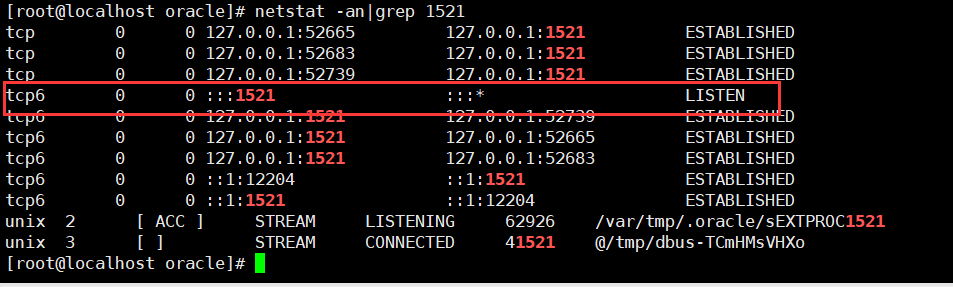 [root@localhost oracle]# netstat -an|grep 1521
tcp 0 0 127.0.0.1:52665 127.0.0.1:1521 ESTABLISHED
tcp 0 0 127.0.0.1:52683 127.0.0.1:1521 ESTABLISHED
tcp 0 0 127.0.0.1:52739 127.0.0.1:1521 ESTABLISHED
tcp6 0 0 :::1521 :::* LISTEN
tcp6 0 0 127.0.0.1:1521 127.0.0.1:52739 ESTABLISHED
tcp6 0 0 127.0.0.1:1521 127.0.0.1:52665 ESTABLISHED
tcp6 0 0 127.0.0.1:1521 127.0.0.1:52683 ESTABLISHED
tcp6 0 0 ::1:12204 ::1:1521 ESTABLISHED
tcp6 0 0 ::1:1521 ::1:12204 ESTABLISHED
unix 2 [ ACC ] STREAM LISTENING 62926 /var/tmp/.oracle/sEXTPROC1521
unix 3 [ ] STREAM CONNECTED 41521 @/tmp/dbus-TCmHMsVHXo
[root@localhost oracle]#